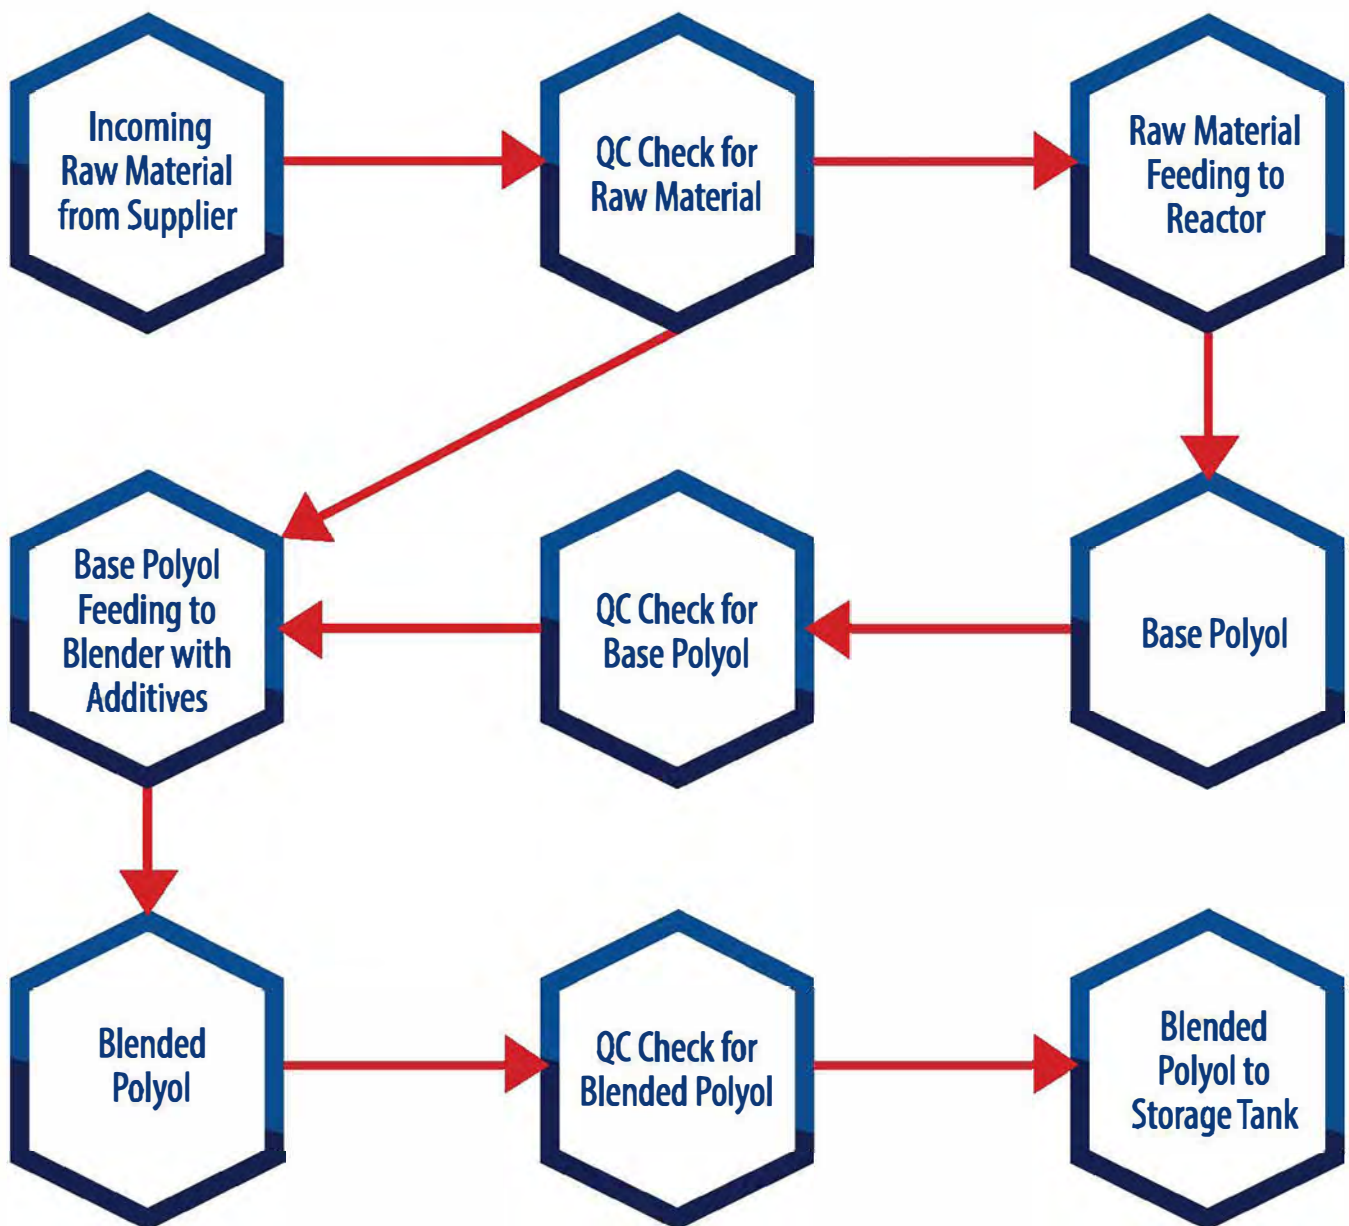 Incoming
Raw Material
from Supplier
QC Check for
Raw Material
Raw Material
Feeding to
Reactor
Base Polyol
Feeding to
Blender with
Additives
QC Check for
Base Polyol
Base Polyol
Blended
Polyol
QC Check for
Blended Polyol
Blended
Polyol to
Storage Tank